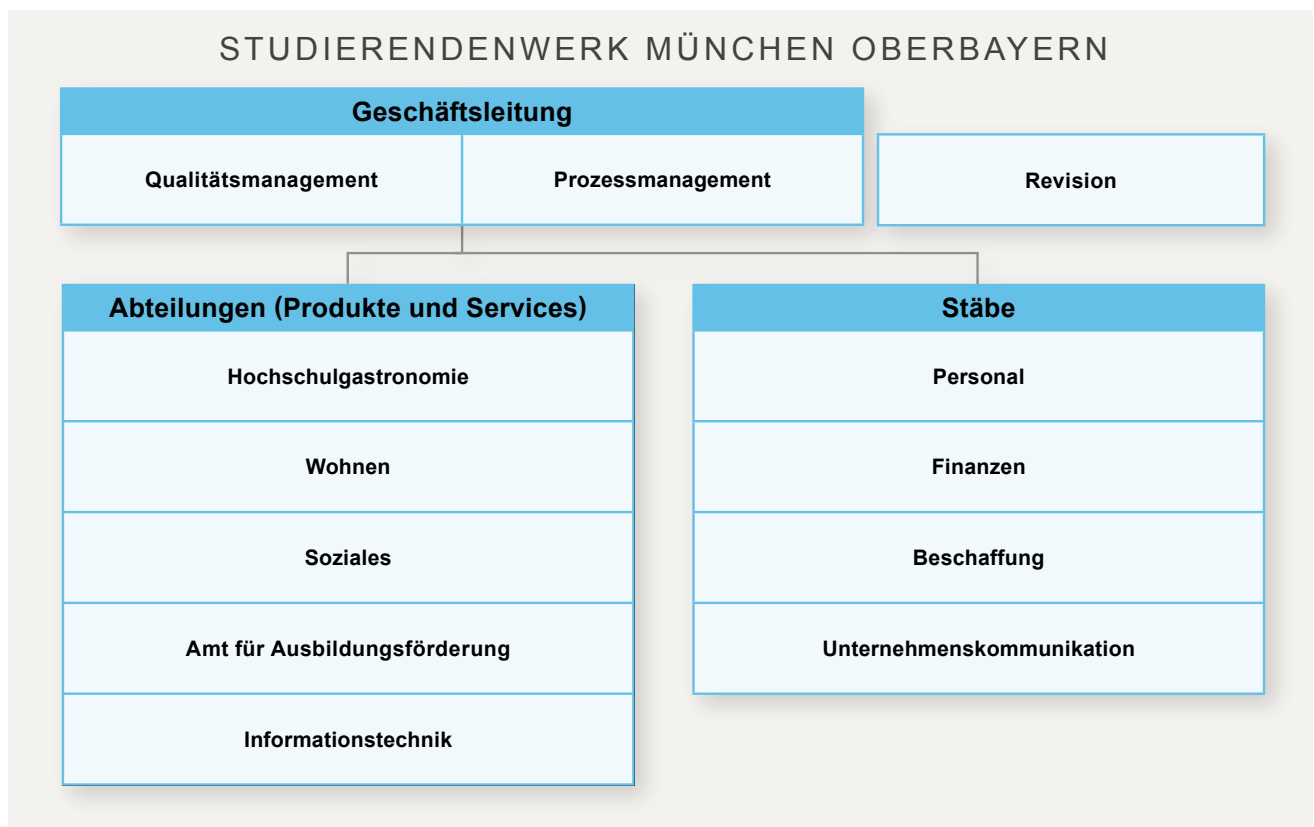 STUDIERENDENWERK MÜNCHEN OBERBAYERN
Geschäftsleitung
Qualitätsmanagement
Prozessmanagement
Revision
Abteilungen (Produkte und Services)
Hochschulgastronomie
Wohnen
Soziales
Amt für Ausbildungsförderung
Informationstechnik
Stäbe
Personal
Finanzen
Beschaffung
Unternehmenskommunikation